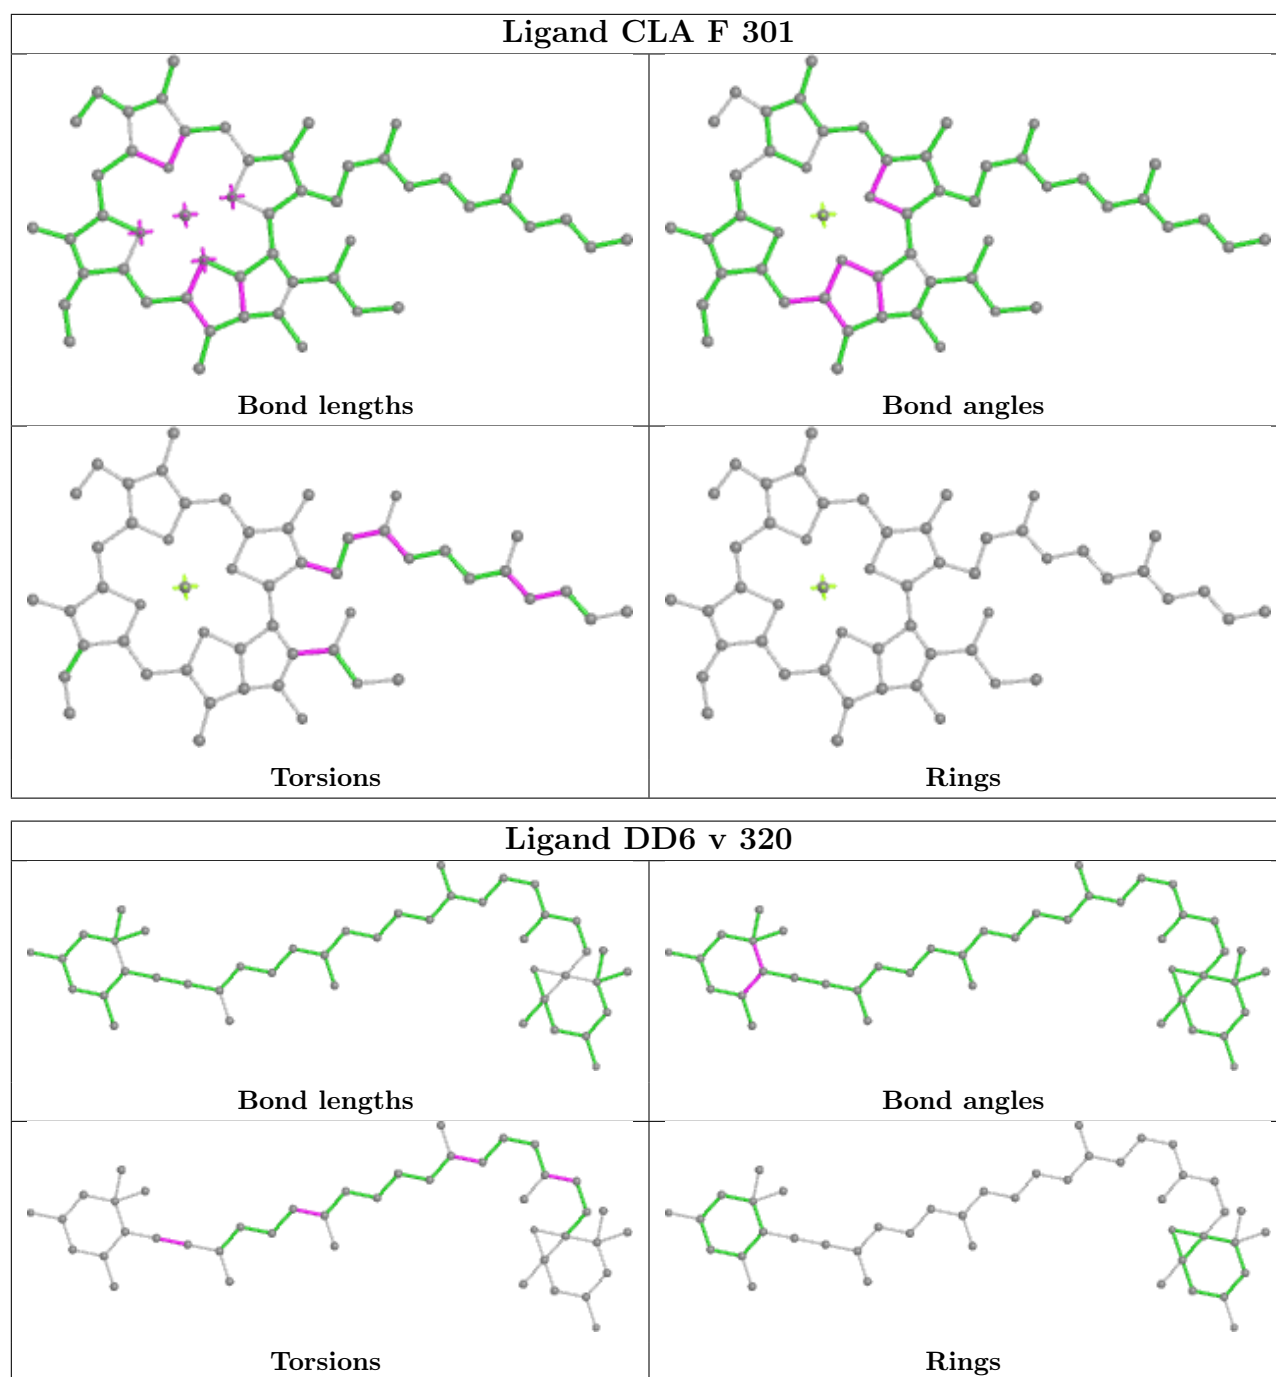 Ligand CLA F 301
Bond lengths
Bond angles
Torsions
Rings
Ligand DD6 v 320
Bond lengths
Bond angles
Torsions
Rings